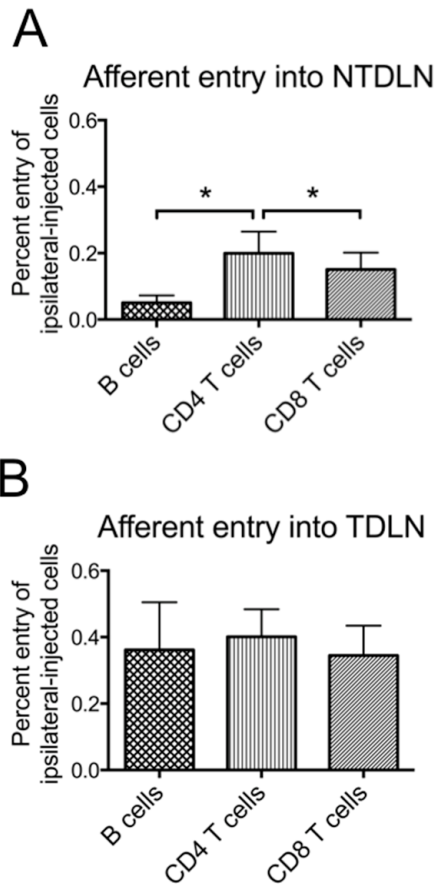 A
Afferent entry into NTDLN
Percent entry of
ipsilateral-injected cells
0.6
0.4
0.2
0.0
*
*
B cells
CD4 T cells
CD8 T cells
B
Afferent entry into TDLN
Percent entry of
ipsilateral-injected cells
0.6
0.4
0.2
0.0
B cells
CD4 T cells
CD8 T cells